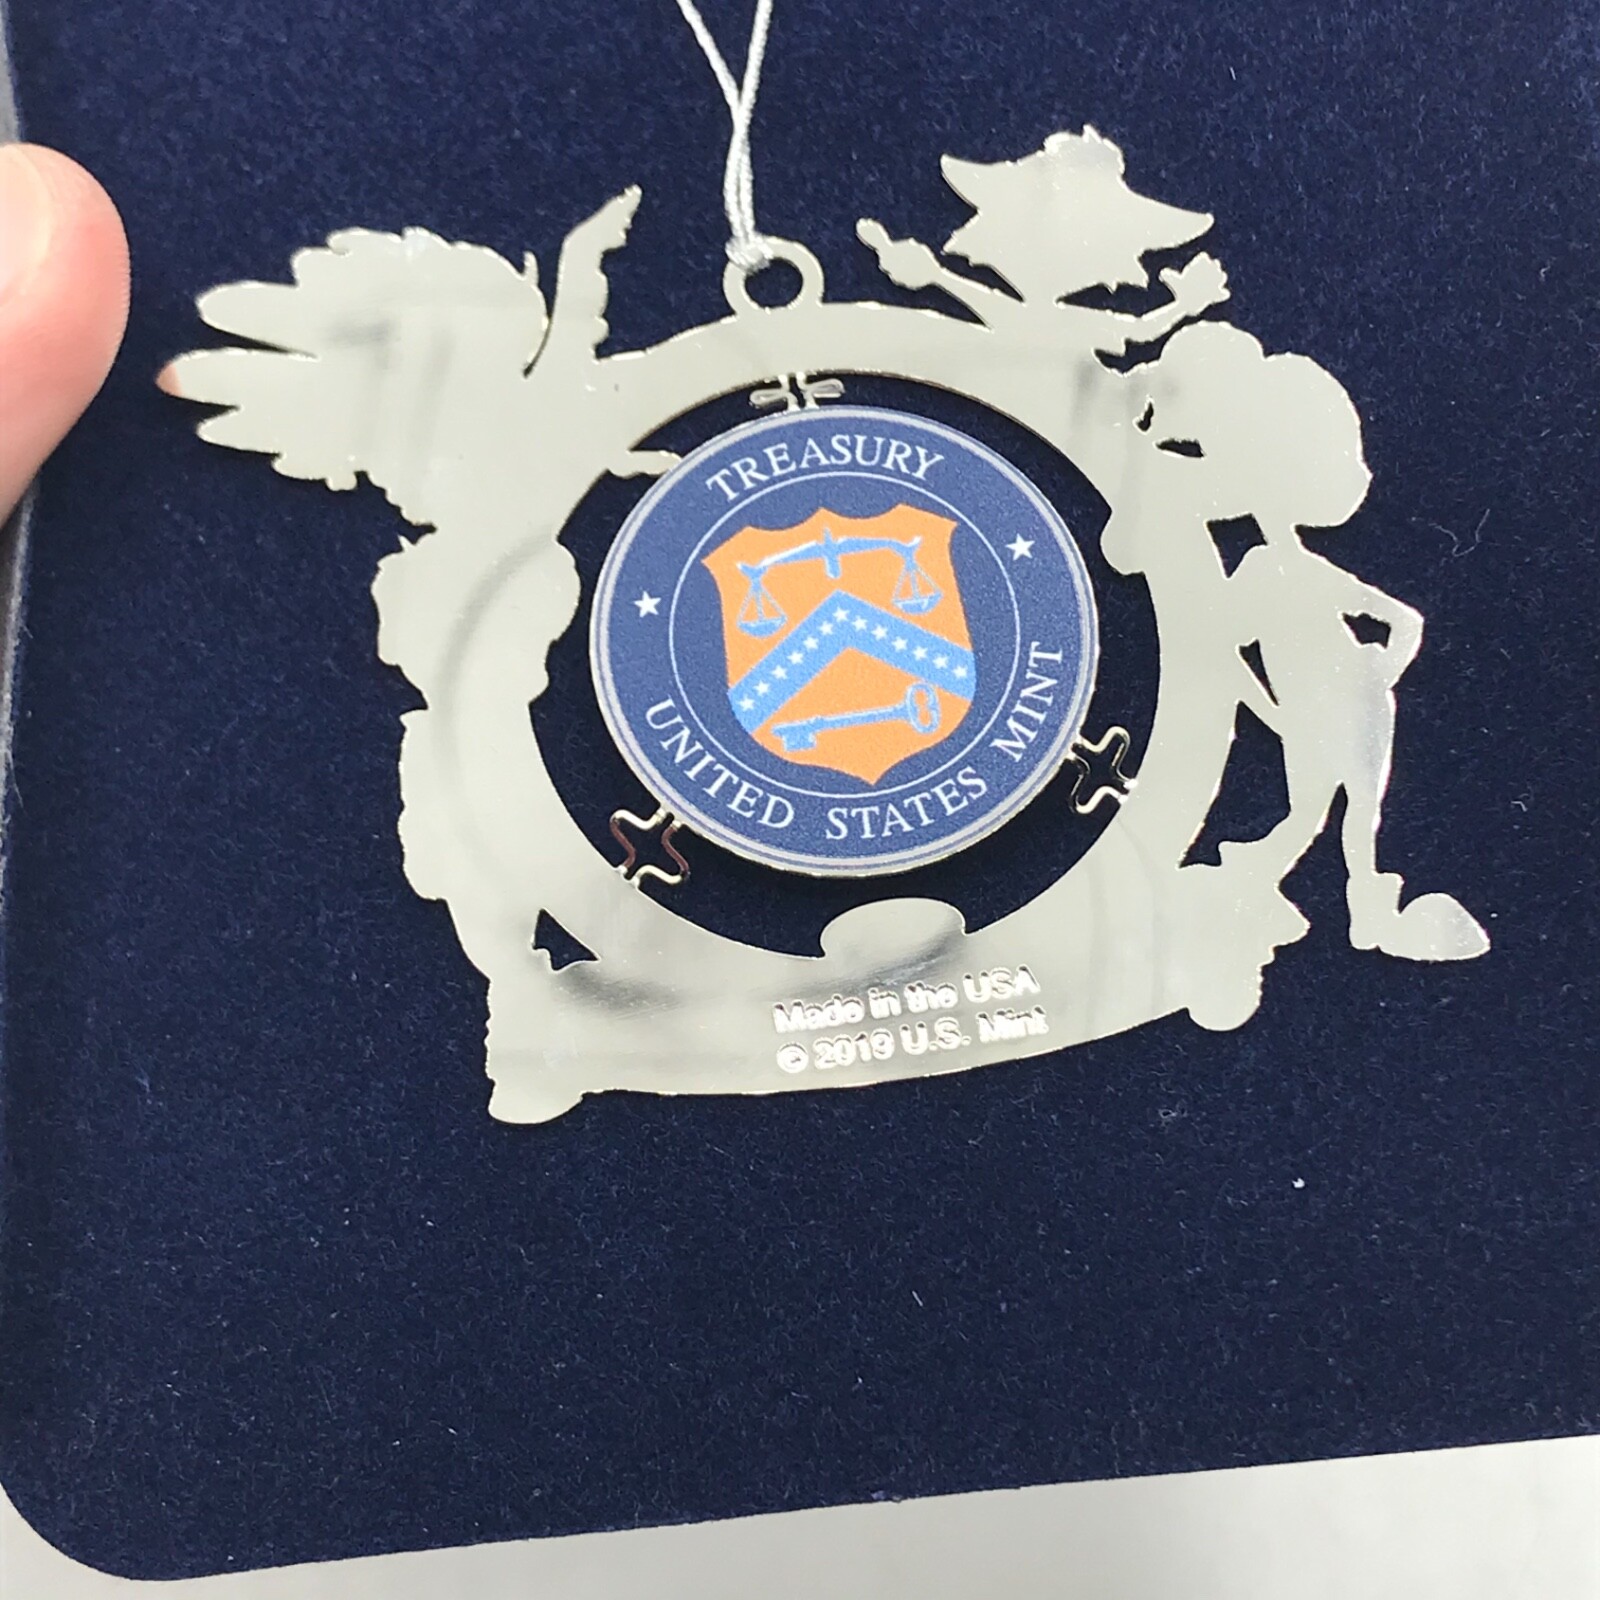 TREASURY
UNITED STATES MINT
Made in the USA
© 2019 U.S. Mint